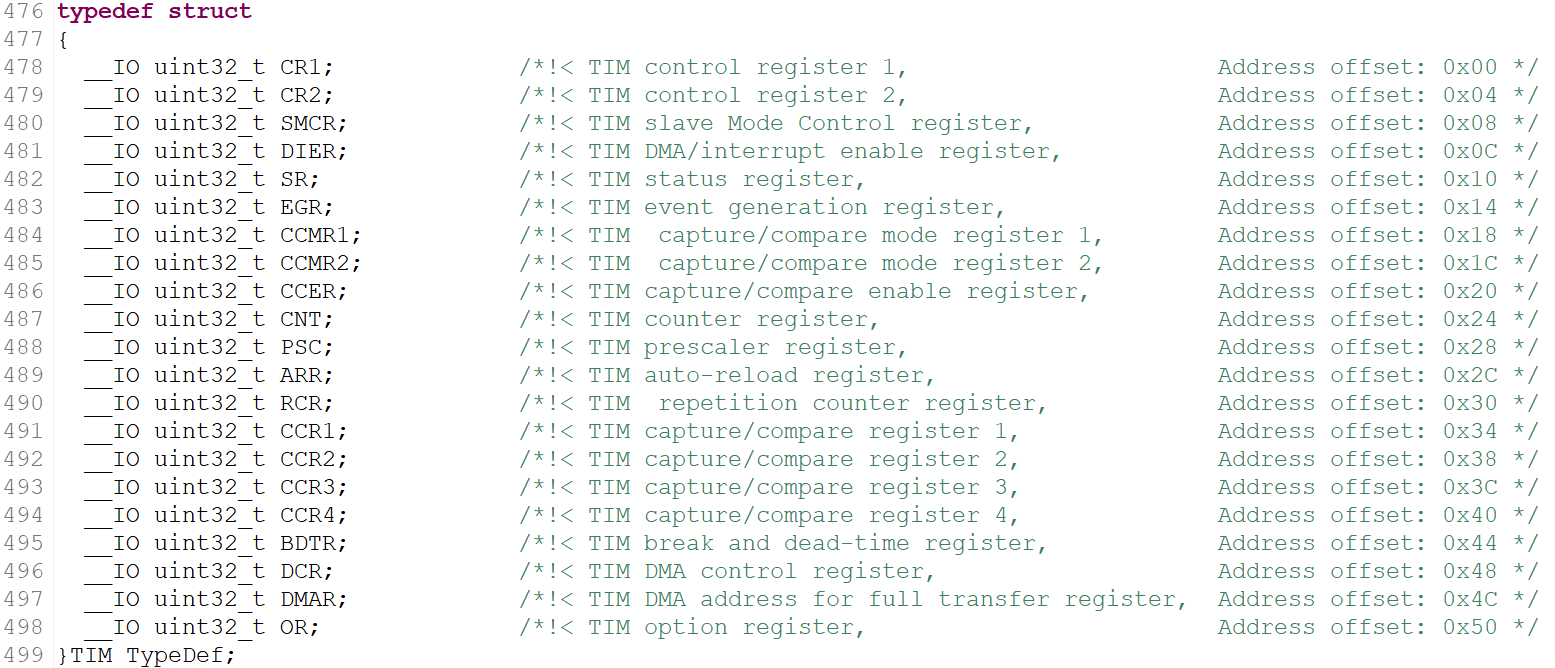 476 typedef struct
477 {
478   __IO uint32_t CR1;             /*!< TIM control register 1,                      Address offset: 0x00 */
479   __IO uint32_t CR2;             /*!< TIM control register 2,                      Address offset: 0x04 */
480   __IO uint32_t SMCR;            /*!< TIM slave Mode Control register,             Address offset: 0x08 */
481   __IO uint32_t DIER;            /*!< TIM DMA/interrupt enable register,           Address offset: 0x0C */
482   __IO uint32_t SR;              /*!< TIM status register,                         Address offset: 0x10 */
483   __IO uint32_t EGR;             /*!< TIM event generation register,               Address offset: 0x14 */
484   __IO uint32_t CCMR1;           /*!< TIM  capture/compare mode register 1,        Address offset: 0x18 */
485   __IO uint32_t CCMR2;           /*!< TIM  capture/compare mode register 2,        Address offset: 0x1C */
486   __IO uint32_t CCER;            /*!< TIM capture/compare enable register,         Address offset: 0x20 */
487   __IO uint32_t CNT;             /*!< TIM counter register,                        Address offset: 0x24 */
488   __IO uint32_t PSC;             /*!< TIM prescaler register,                      Address offset: 0x28 */
489   __IO uint32_t ARR;             /*!< TIM auto-reload register,                    Address offset: 0x2C */
490   __IO uint32_t RCR;             /*!< TIM  repetition counter register,            Address offset: 0x30 */
491   __IO uint32_t CCR1;            /*!< TIM capture/compare register 1,              Address offset: 0x34 */
492   __IO uint32_t CCR2;            /*!< TIM capture/compare register 2,              Address offset: 0x38 */
493   __IO uint32_t CCR3;            /*!< TIM capture/compare register 3,              Address offset: 0x3C */
494   __IO uint32_t CCR4;            /*!< TIM capture/compare register 4,              Address offset: 0x40 */
495   __IO uint32_t BDTR;            /*!< TIM break and dead-time register,            Address offset: 0x44 */
496   __IO uint32_t DCR;             /*!< TIM DMA control register,                    Address offset: 0x48 */
497   __IO uint32_t DMAR;            /*!< TIM DMA address for full transfer register,  Address offset: 0x4C */
498   __IO uint32_t OR;              /*!< TIM option register,                         Address offset: 0x50 */
499 }TIM TypeDef;